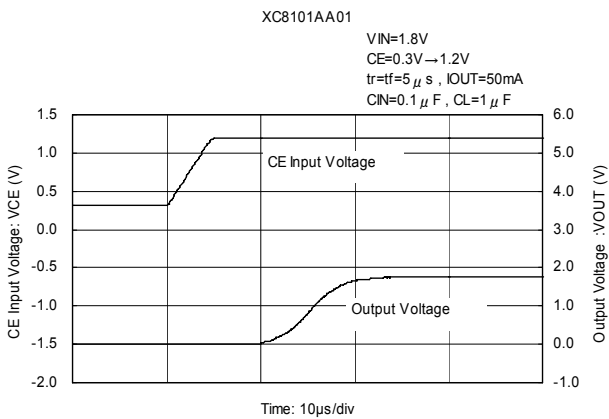 XC8101AA01
VIN=1.8V
CE=0.3V→1.2V
tr=tf=5μs , IOUT=50mA
CIN=0.1μF , CL=1μF
CE Input Voltage: VCE (V)
1.5
1.0
0.5
0.0
-0.5
-1.0
-1.5
-2.0
CE Input Voltage
Output Voltage
6.0
5.0
4.0
3.0
2.0
1.0
0.0
-1.0
Output Voltage :VOUT (V)
Time: 10μs/div